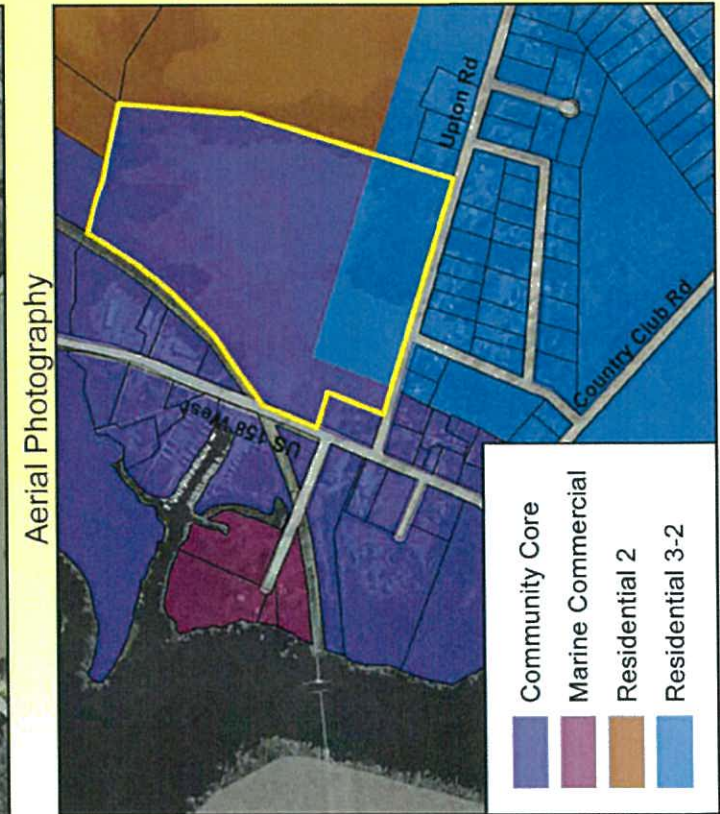 Aerial Photography
Upton Rd
US 158 West
Country Club Rd
Community Core
Marine Commercial
Residential 2
Residential 3-2